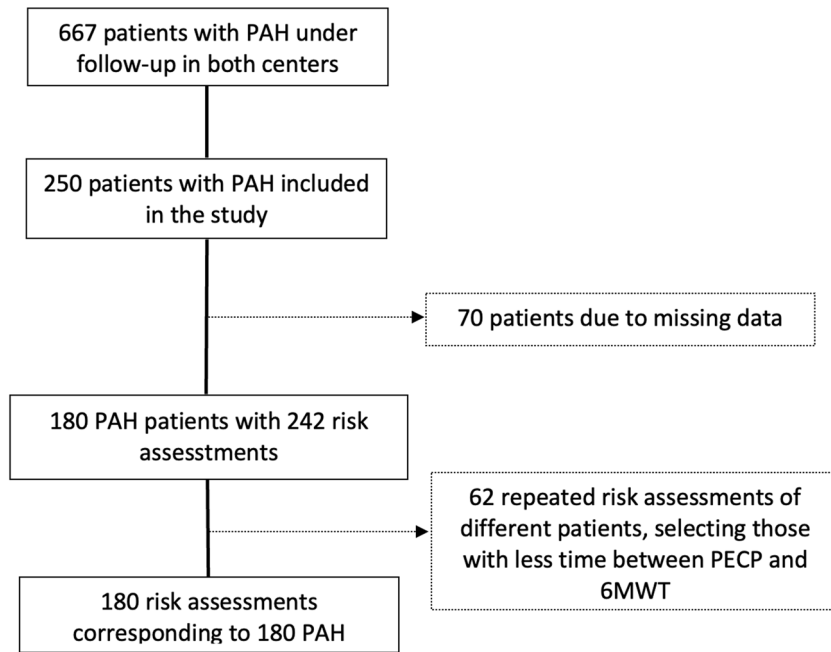 667 patients with PAH under
follow-up in both centers
250 patients with PAH included
in the study
70 patients due to missing data
180 PAH patients with 242 risk
assesstments
62 repeated risk assessments of
different patients, selecting those
with less time between PECP and
6MWT
180 risk assessments
corresponding to 180 PAH